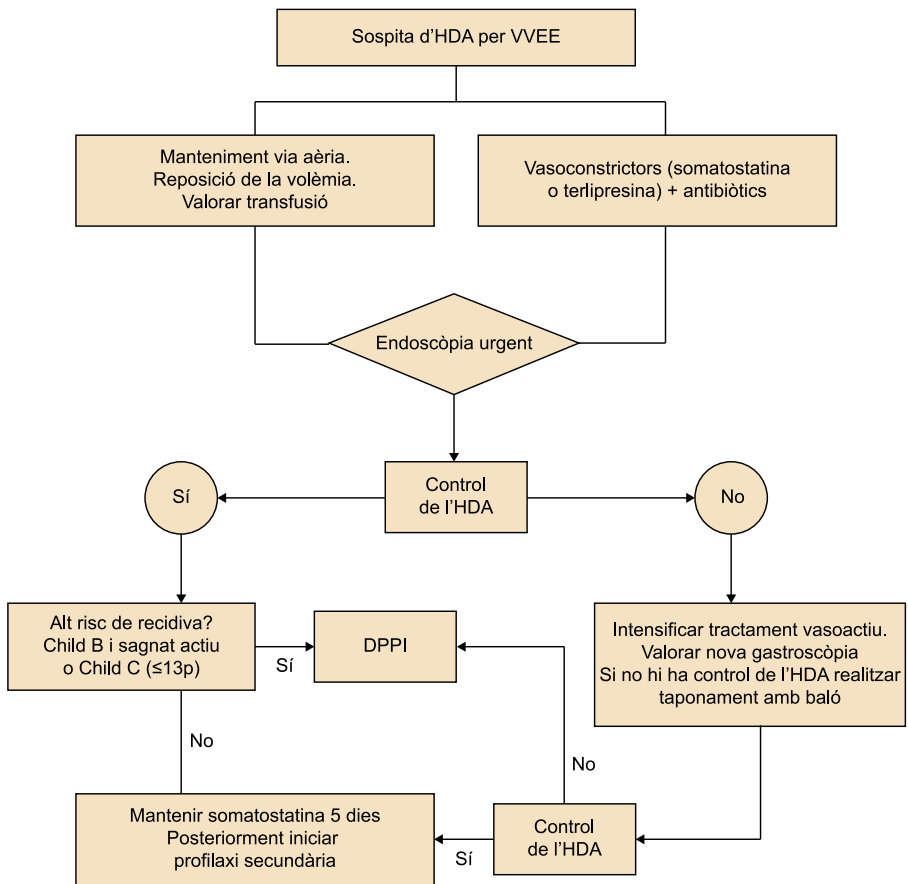 Sospita d'HDA per VVEE
Manteniment via aèria.
Reposició de la volèmia.
Valorar transfusió
Vasoconstrictors (somatostatina
o terlipresina) + antibiòtics
Endoscòpia urgent
Sí
Control
de l'HDA
No
Alt risc de recidiva?
Child B i sagnat actiu
o Child C (≤13p)
Sí
DPPI
Intensificar tractament vasoactiu.
Valorar nova gastroscòpia
Si no hi ha control de l'HDA realitzar
taponament amb baló
No
No
Mantenir somatostatina 5 dies
Posteriorment iniciar
profilaxi secundària
Sí
Control
de l'HDA